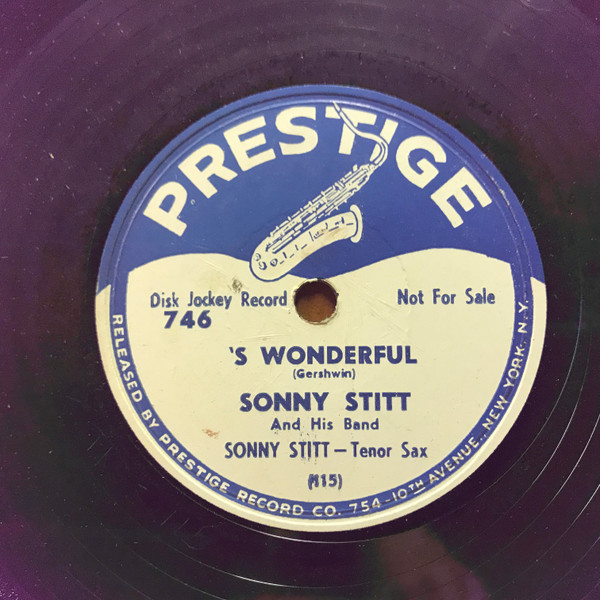 PRESTIGE
Disk Jockey Record
Not For Sale
746
'S WONDERFUL
(Gershwin)
SONNY STITT
And His Band
SONNY STITT — Tenor Sax
(115)
RELEASED BY PRESTIGE RECORD CO. 754-10TH AVENUE., NEW YORK, N.Y.